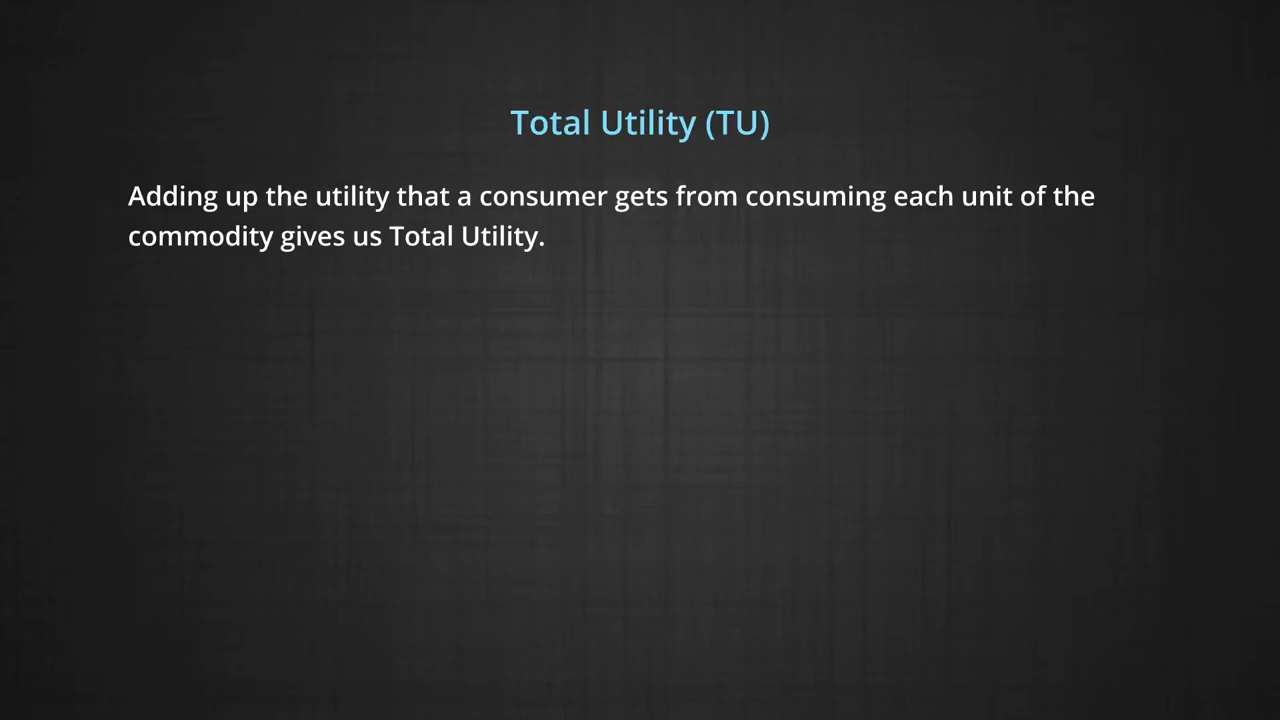 Total Utility (TU)
Adding up the utility that a consumer gets from consuming each unit of the
commodity gives us Total Utility.